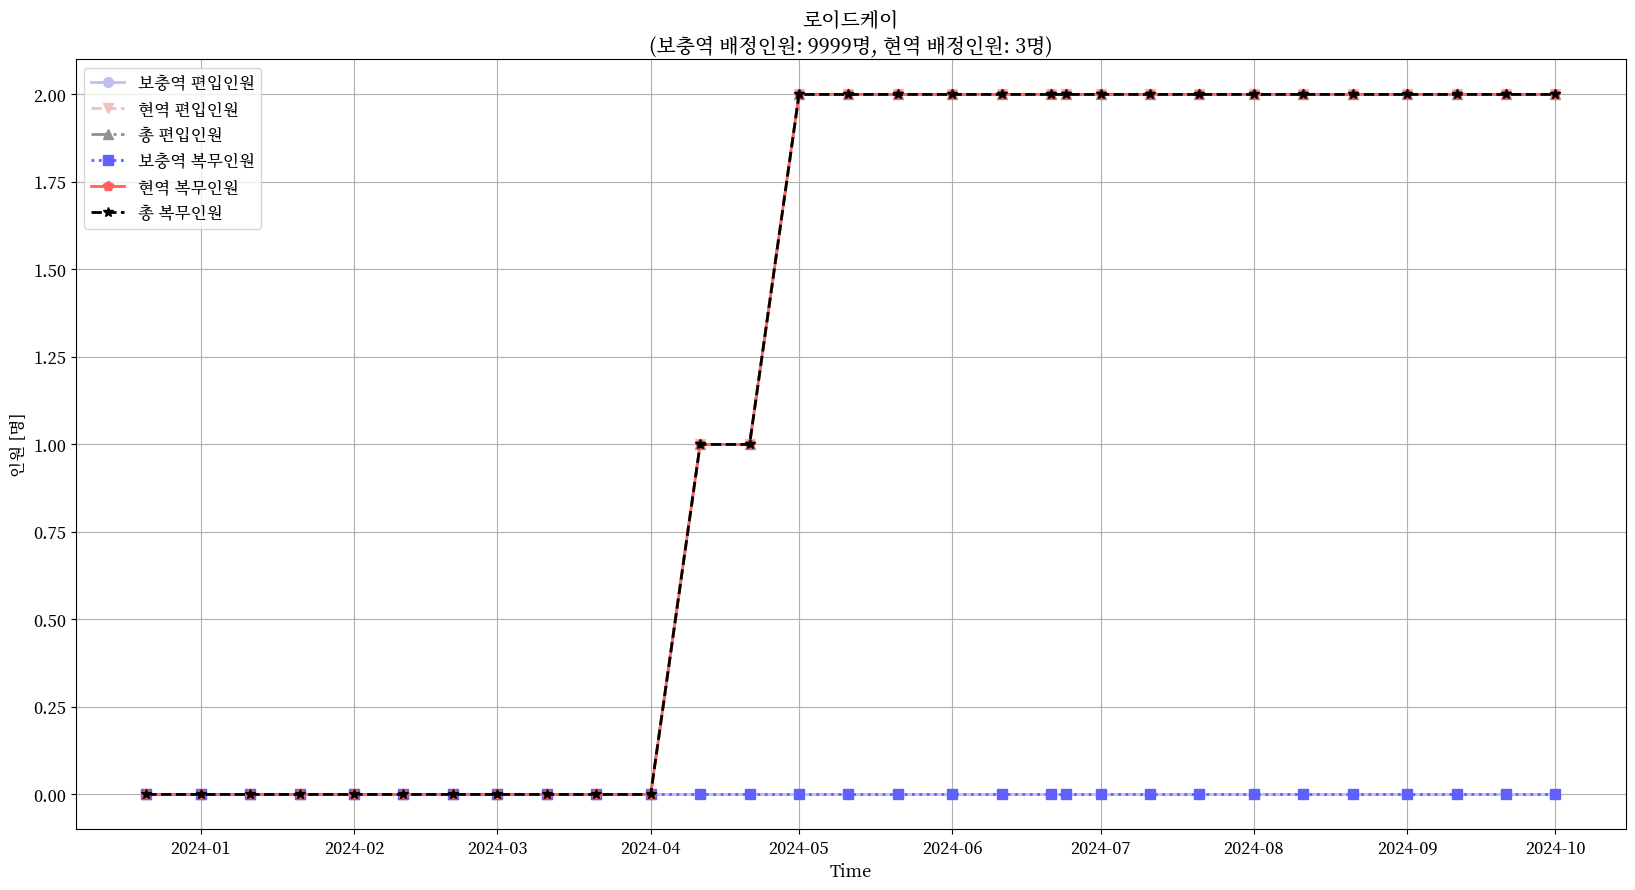 로이드케이
(보충역 배정인원: 9999명, 현역 배정인원: 3명)
보충역 편입인원
현역 편입인원
총 편입인원
보충역 복무인원
현역 복무인원
총 복무인원
인원 [명]
2.00
1.75
1.50
1.25
1.00
0.75
0.50
0.25
0.00
2024-01 2024-02 2024-03 2024-04 2024-05 2024-06 2024-07 2024-08 2024-09 2024-10
Time